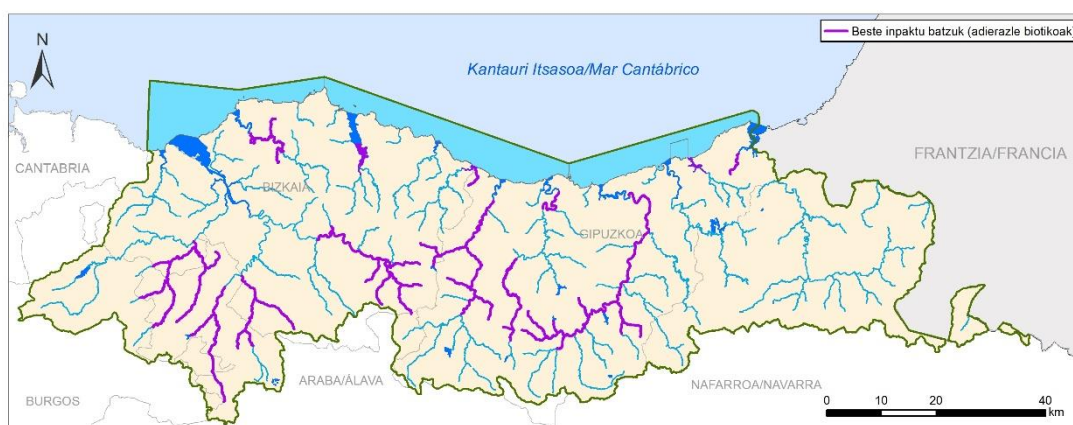 N
Beste inpaktu batzuk (adierazle biotikoak)
Kantauri Itsasoa/Mar Cantábrico
CANTABRIA
FRANTZIA/FRANCIA
BIZKAIA
GIPUZKOA
ARABA/ÁLAVA
NAFARROA/NAVARRA
BURGOS
0 10 20 40
km